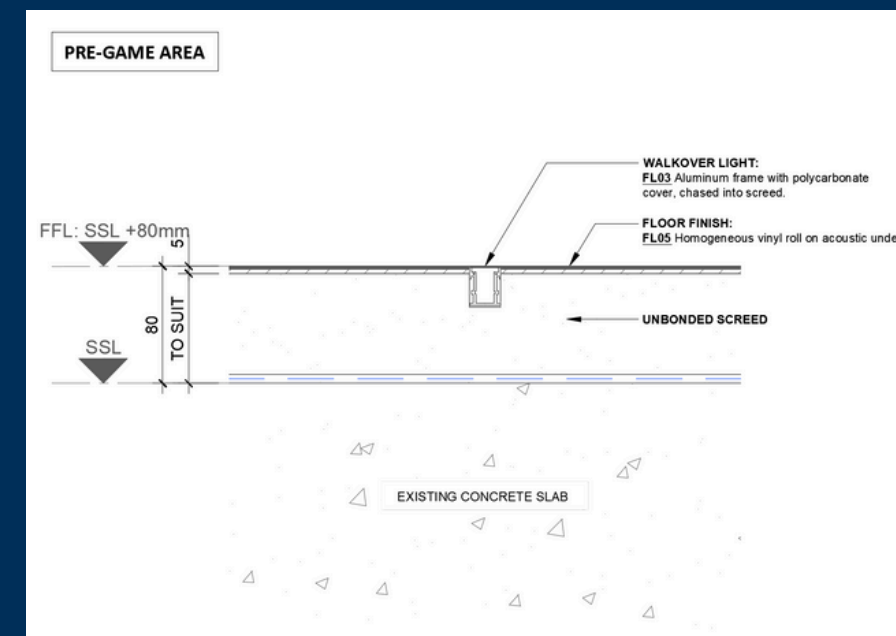 PRE-GAME AREA
WALKOVER LIGHT:
FL03 Aluminum frame with polycarbonate
cover, chased into screed.
FLOOR FINISH:
FL05 Homogeneous vinyl roll on acoustic unde
FFL: SSL +80mm
5
80
TO SUIT
UNBONDED SCREED
SSL
EXISTING CONCRETE SLAB